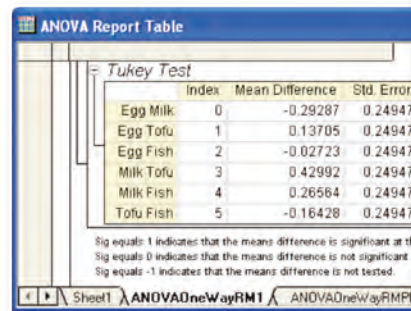 ANOVA Report Table
Tukey Test
Index Mean Difference Std. Error
Egg Milk 0 -0.29287 0.24947
Egg Tofu 1 0.13705 0.24947
Egg Fish 2 -0.02723 0.24947
Milk Tofu 3 0.42992 0.24947
Milk Fish 4 0.26564 0.24947
Tofu Fish 5 -0.16428 0.24947
Sig equals 1 indicates that the means difference is significant at
Sig equals 0 indicates that the means difference is not significant
Sig equals -1 indicates that the means difference is not tested.
Sheet1 ANOVAOneWayRM1